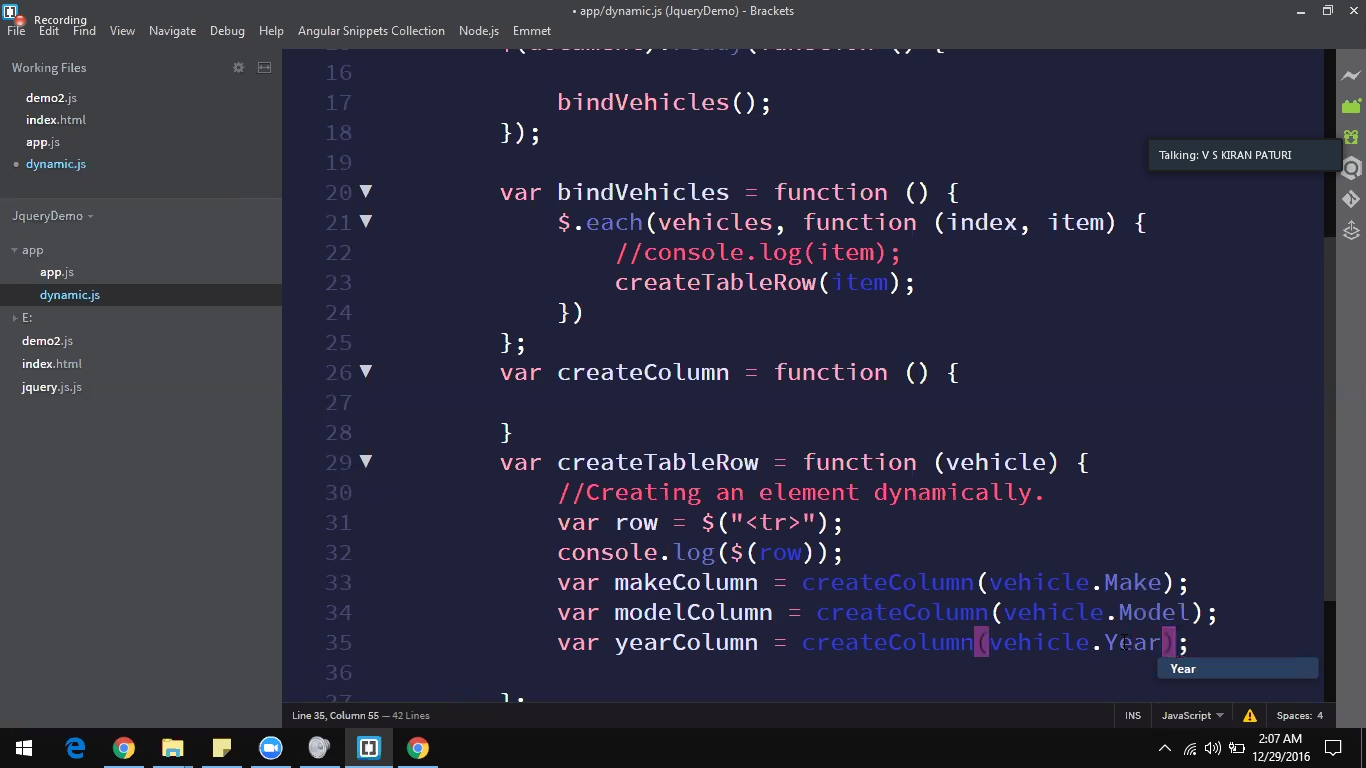 • app/dynamic.js (JqueryDemo) - Brackets
Recording
File Edit Find View Navigate Debug Help Angular Snippets Collection Node.js Emmet
Working Files
demo2.js
index.html
app.js
• dynamic.js
JqueryDemo
app
app.js
dynamic.js
E:
demo2.js
index.html
jquery.js.js
16
17 bindVehicles();
18 });
19
20 var bindVehicles = function () {
21 $.each(vehicles, function (index, item) {
22 //console.log(item);
23 createTableRow(item);
24 })
25 };
26 var createColumn = function () {
27
28 }
29 var createTableRow = function (vehicle) {
30 //Creating an element dynamically.
31 var row = $("<tr>");
32 console.log($(row));
33 var makeColumn = createColumn(vehicle.Make);
34 var modelColumn = createColumn(vehicle.Model);
35 var yearColumn = createColumn(vehicle.Year);
Year
36
37 };
Talking: V S KIRAN PATURI
Line 35, Column 55 — 42 Lines
INS JavaScript Spaces: 4
2:07 AM
12/29/2016